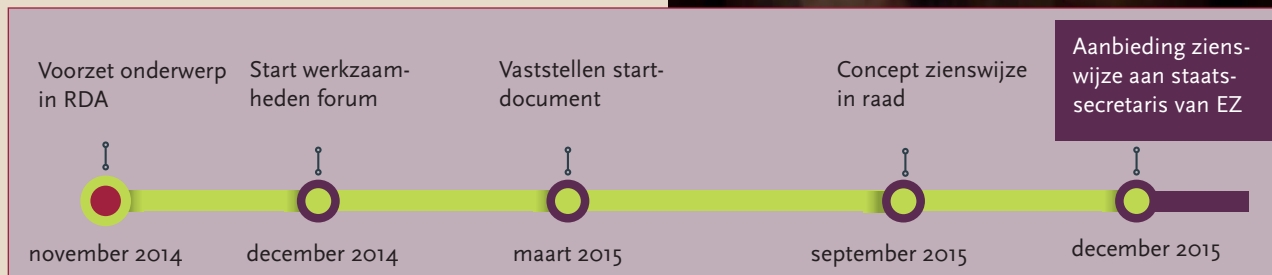 Voorzet onderwerp
in RDA
Start werkzaam-
heden forum
Vaststellen start-
document
Concept zienswijze
in raad
Aanbieding ziens-
wijze aan staats-
secretaris van EZ
november 2014
december 2014
maart 2015
september 2015
december 2015